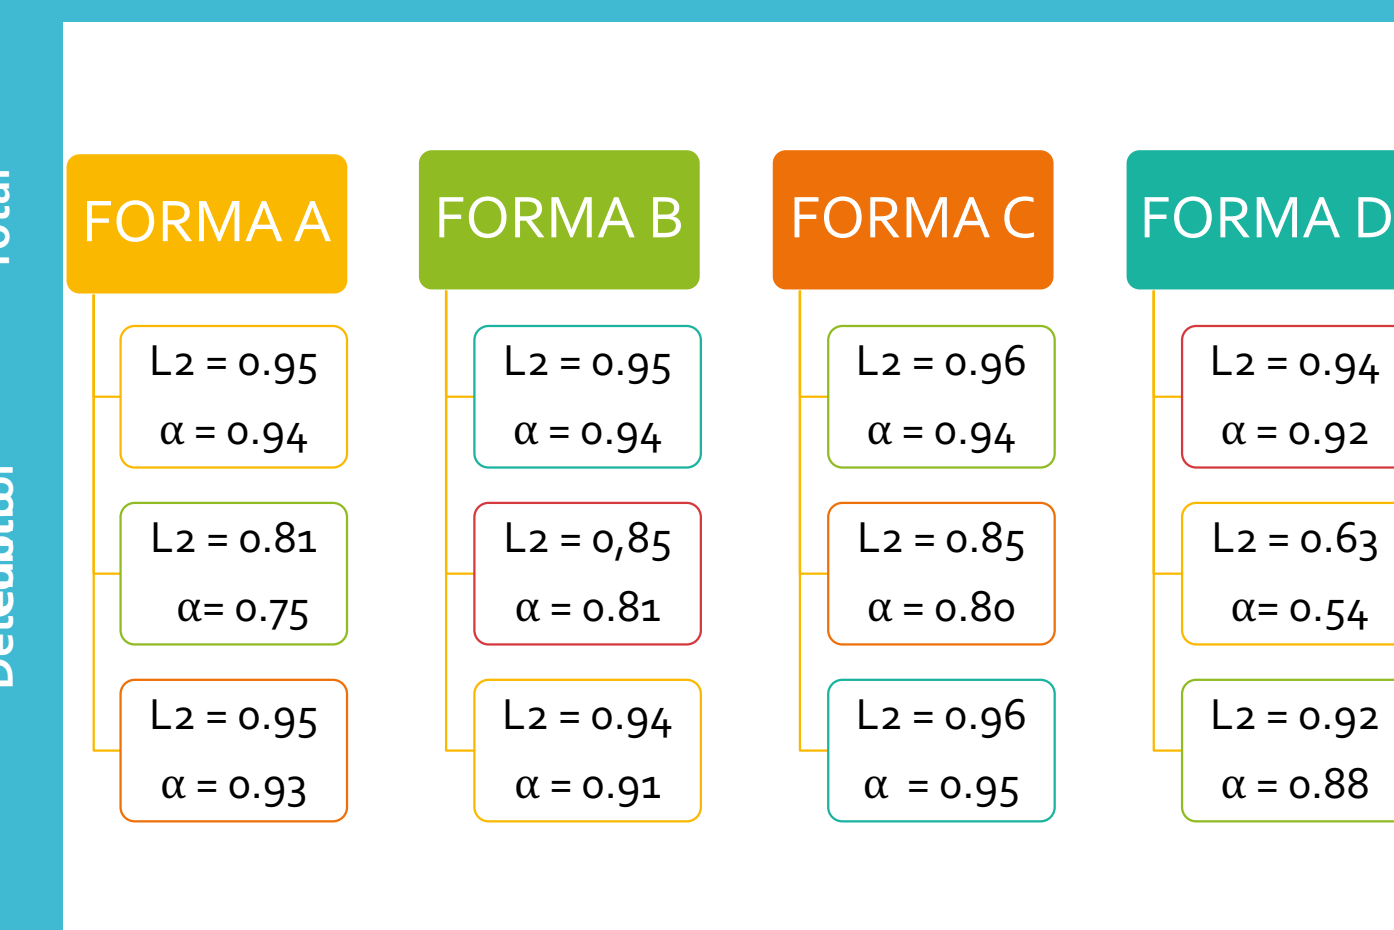 FORMA A
L2 = 0.95
α = 0.94
L2 = 0.81
α= 0.75
L2 = 0.95
α = 0.93
FORMA B
L2 = 0.95
α = 0.94
L2 = 0,85
α = 0.81
L2 = 0.94
α = 0.91
FORMA C
L2 = 0.96
α = 0.94
L2 = 0.85
α = 0.80
L2 = 0.96
α = 0.95
FORMA D
L2 = 0.94
α = 0.92
L2 = 0.63
α= 0.54
L2 = 0.92
α = 0.88